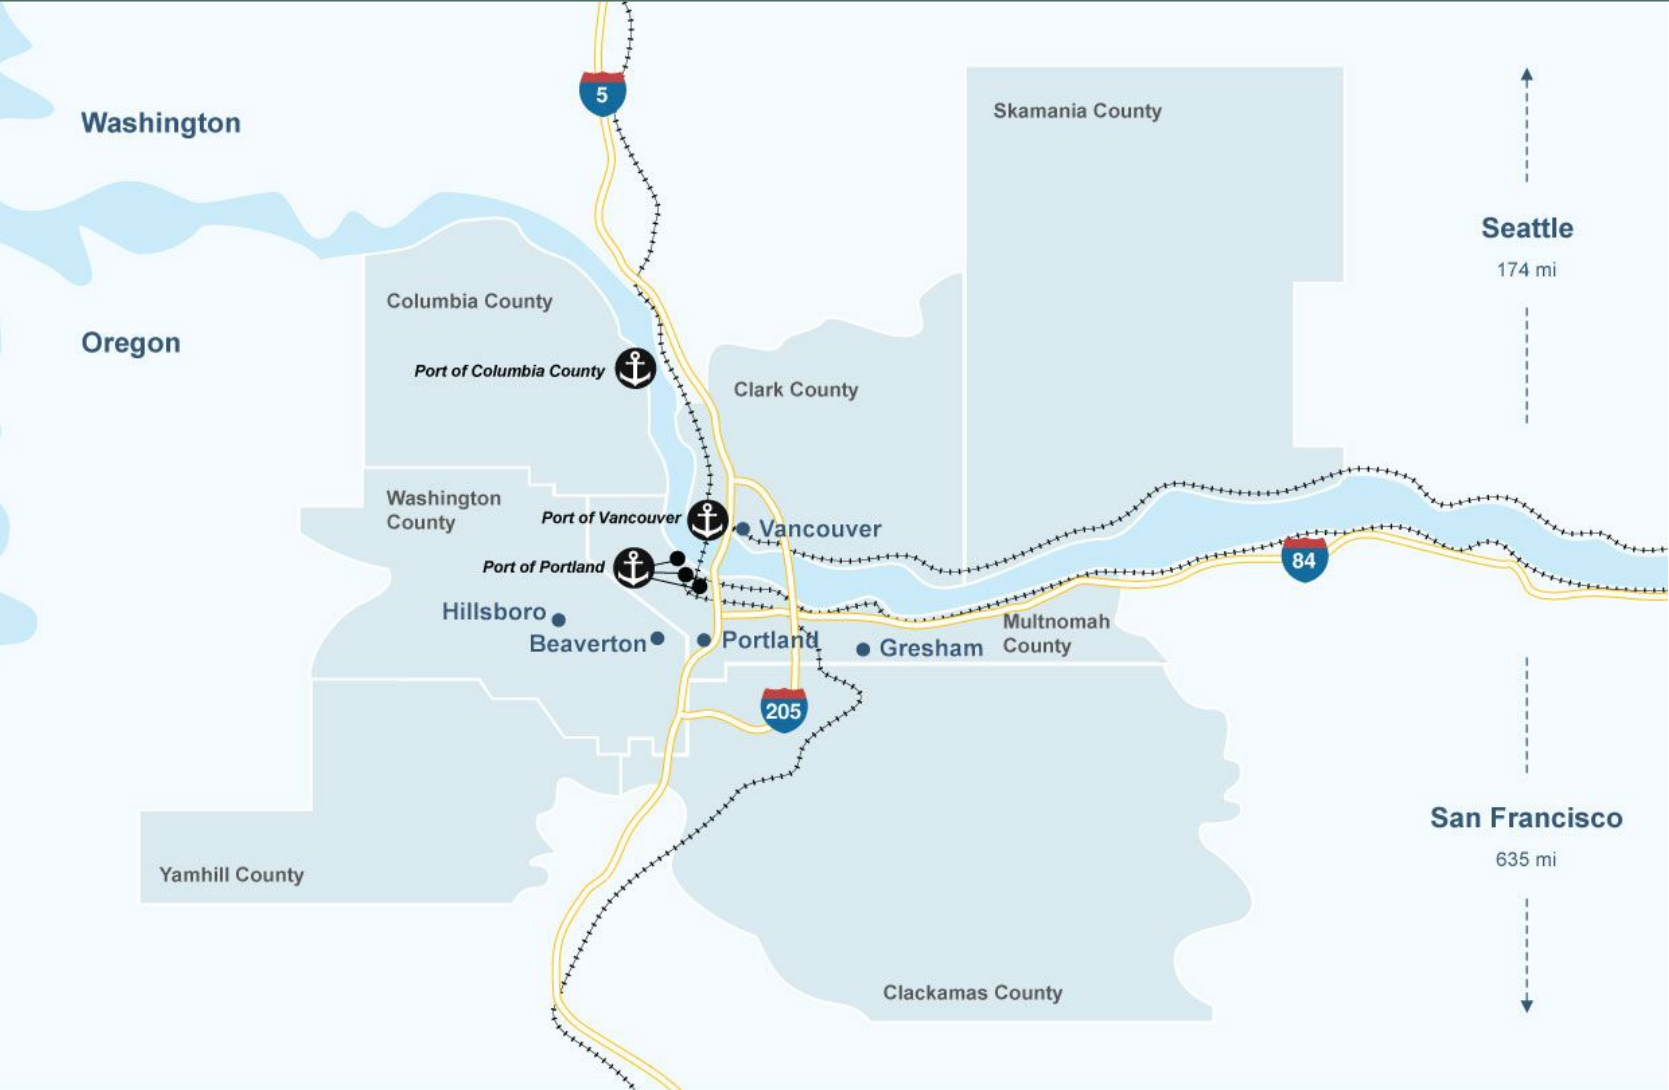 5
Washington
Skamania County
Seattle
174 mi
Columbia County
Oregon
Port of Columbia County
Clark County
Washington
County
Port of Vancouver
Vancouver
84
Port of Portland
Hillsboro
Beaverton
Portland
Gresham
Multnomah
County
205
San Francisco
635 mi
Yamhill County
Clackamas County